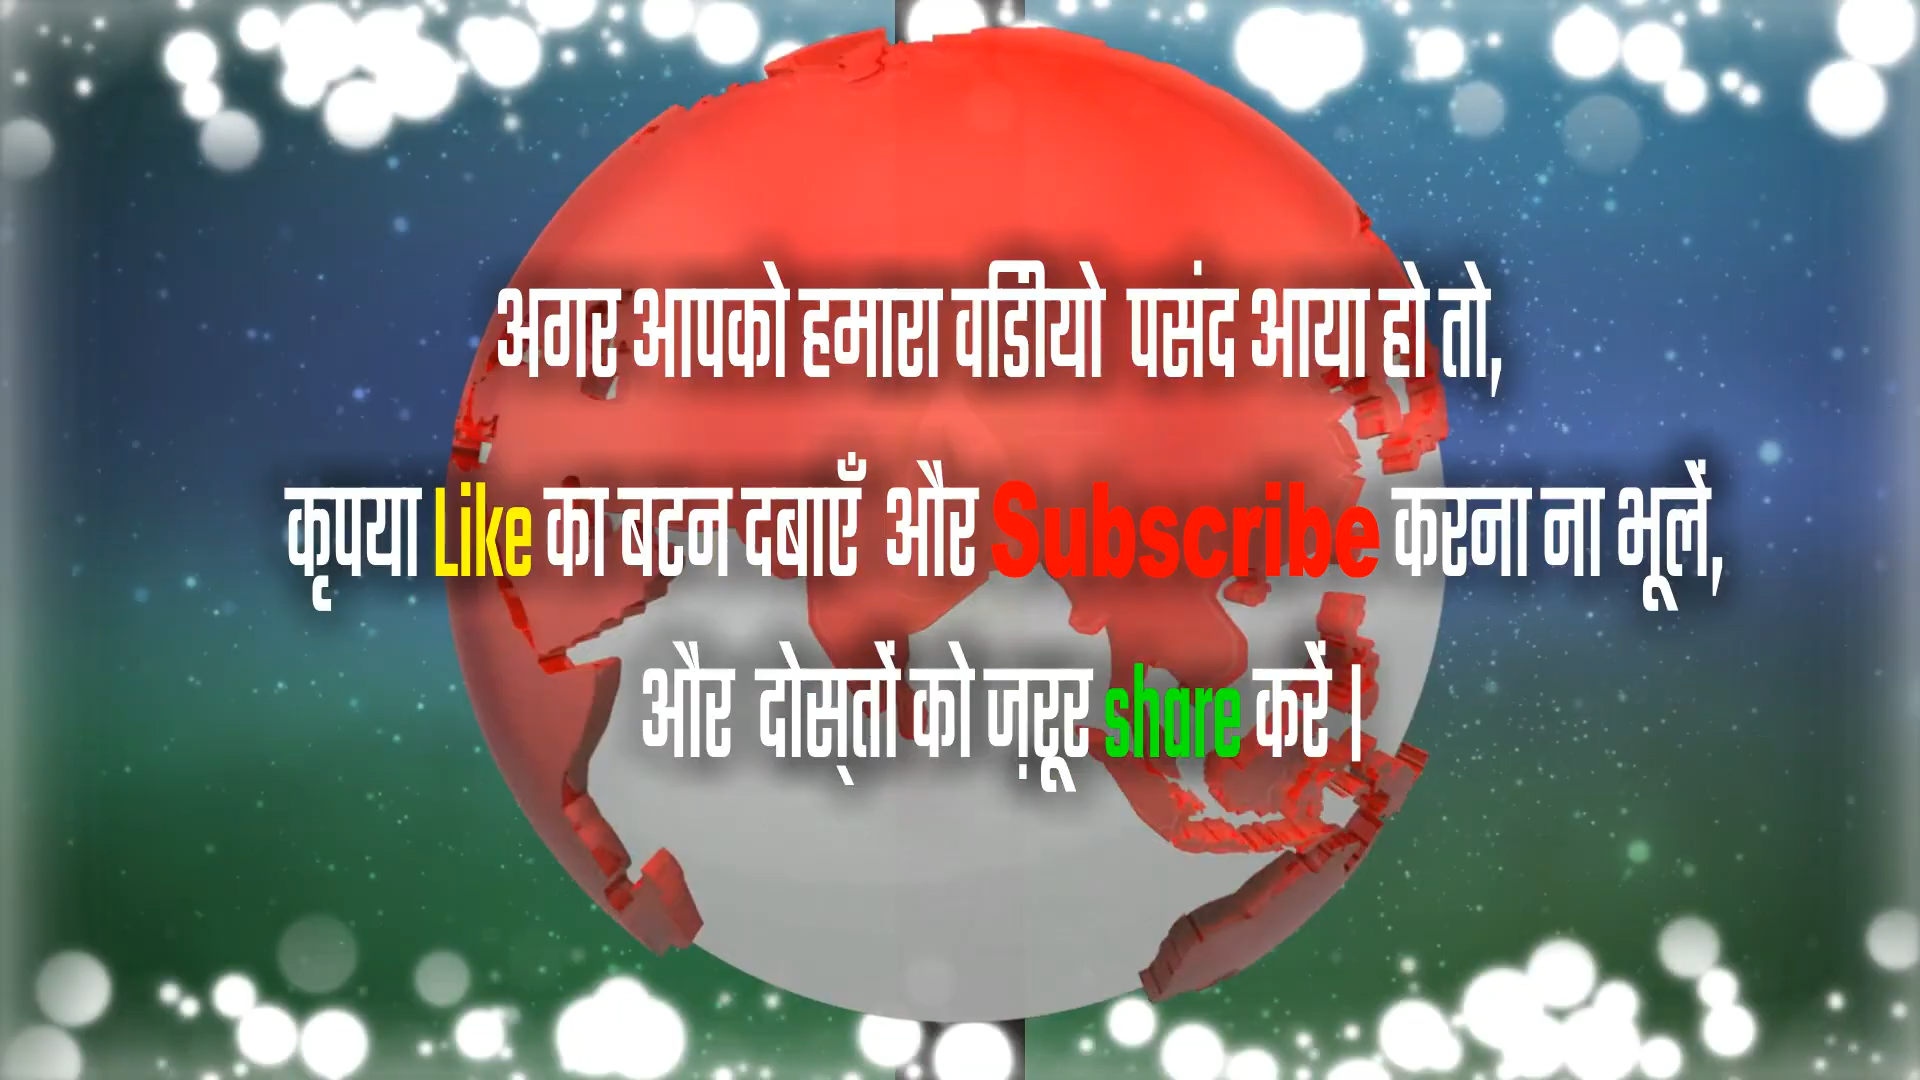 अगर आपको हमारा वडिीयो पसंद आया हो तो,
कृपया Like का बटन दबाएँ और Subscribe करना ना भूलें,
और दोस्तों को ज़रूर share करें।